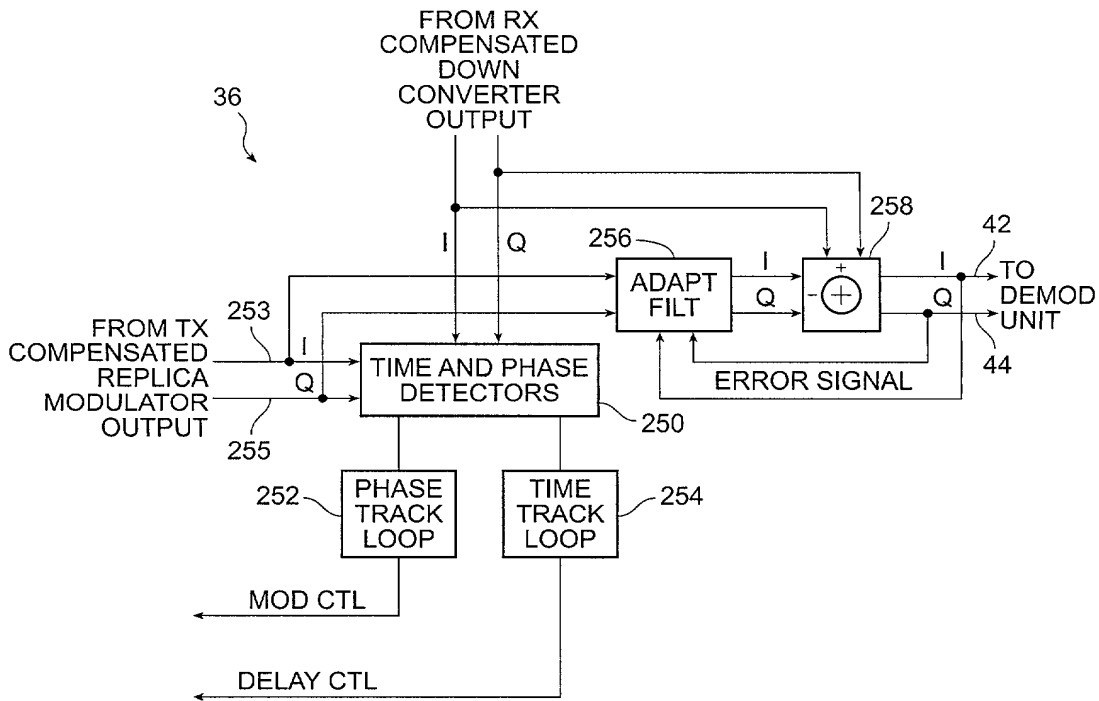 FROM RX
COMPENSATED
DOWN
CONVERTER
OUTPUT
36
258
42
I
Q
256
I
Q
ADAPT
FILT
+
-
+
I
Q
TO
DEMOD
UNIT
44
ERROR SIGNAL
FROM TX
COMPENSATED
REPLICA
MODULATOR
OUTPUT
253
I
Q
255
TIME AND PHASE
DETECTORS
250
252
PHASE
TRACK
LOOP
TIME
TRACK
LOOP
254
MOD CTL
DELAY CTL